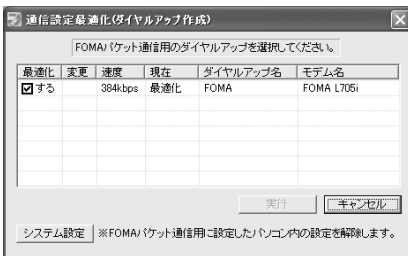 通信設定最適化(ダイヤルアップ作成)
FOMAパケット通信用のダイヤルアップを選択してください。
最適化 変更 速度 現在 ダイヤルアップ名 モデム名
する 384kbps 最適化 FOMA FOMA L705i
実行 キャンセル
システム設定 ※FOMAパケット通信用に設定したパソコン内の設定を解除します。